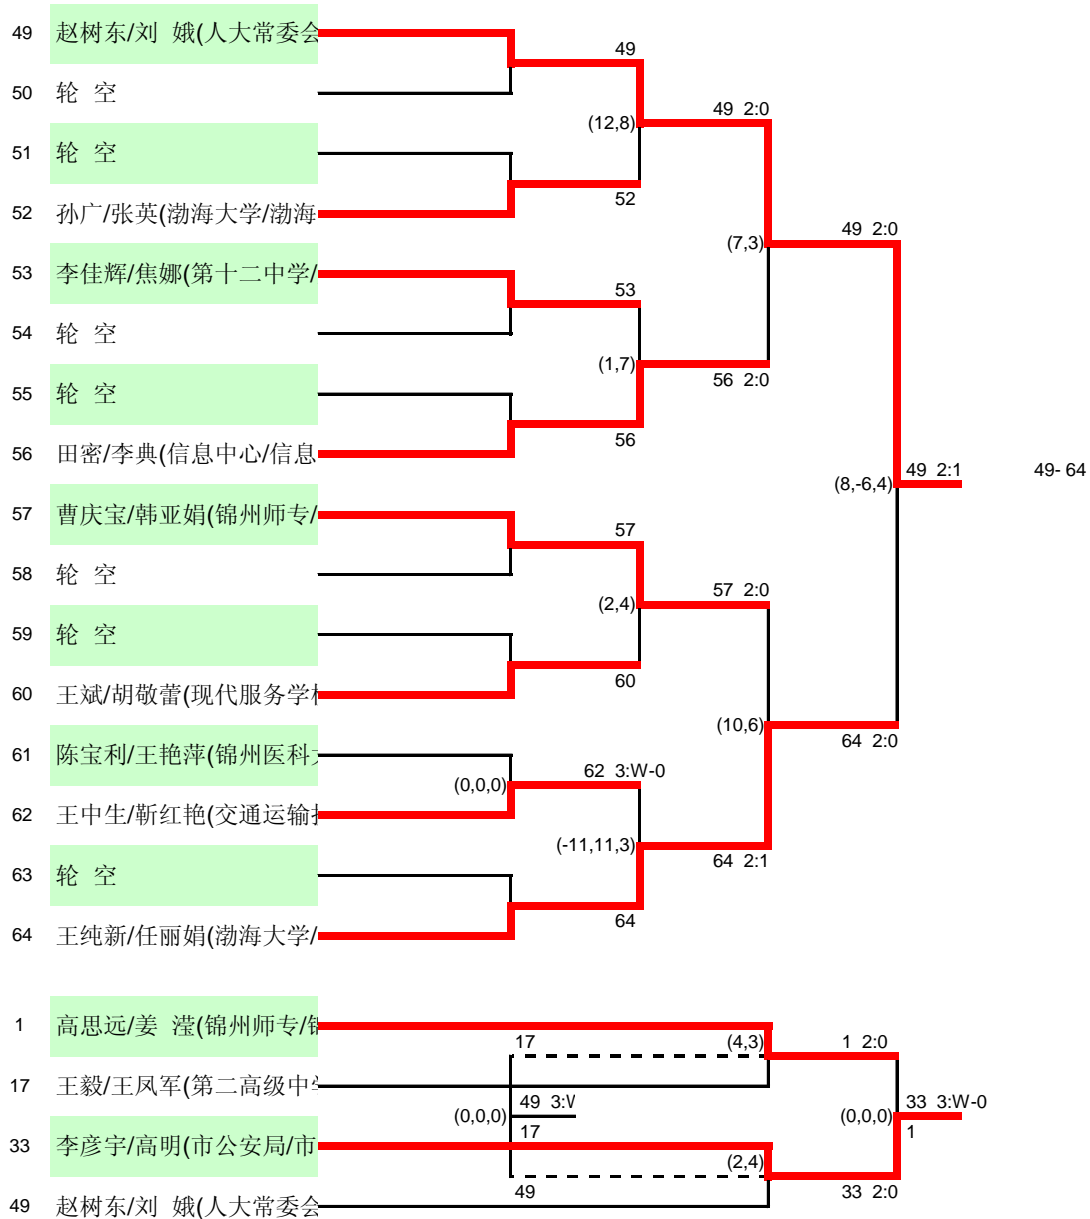 49 赵树东/刘 娥(人大常委会
49
50 轮 空
49 2:0
(12,8)
51 轮 空
52
52 孙广/张英(渤海大学/渤海
49 2:0
(7,3)
53 李佳辉/焦娜(第十二中学/
53
54 轮 空
(1,7)
56 2:0
55 轮 空
56
56 田密/李典(信息中心/信息
49 2:1
49- 64
(8,-6,4)
57 曹庆宝/韩亚娟(锦州师专/
57
58 轮 空
57 2:0
(2,4)
59 轮 空
60
60 王斌/胡敬蕾(现代服务学
(10,6)
64 2:0
61 陈宝利/王艳萍(锦州医科
62 3:W-0
(0,0,0)
62 王中生/靳红艳(交通运输
(-11,11,3)
64 2:1
63 轮 空
64
64 王纯新/任丽娟(渤海大学/
1 高思远/姜 滢(锦州师专/
17
(4,3)
1 2:0
17 王毅/王凤军(第二高级中
49 3:
33 3:W-0
(0,0,0)
(0,0,0)
17
1
33 李彦宇/高明(市公安局/市
(2,4)
49
33 2:0
49 赵树东/刘 娥(人大常委会